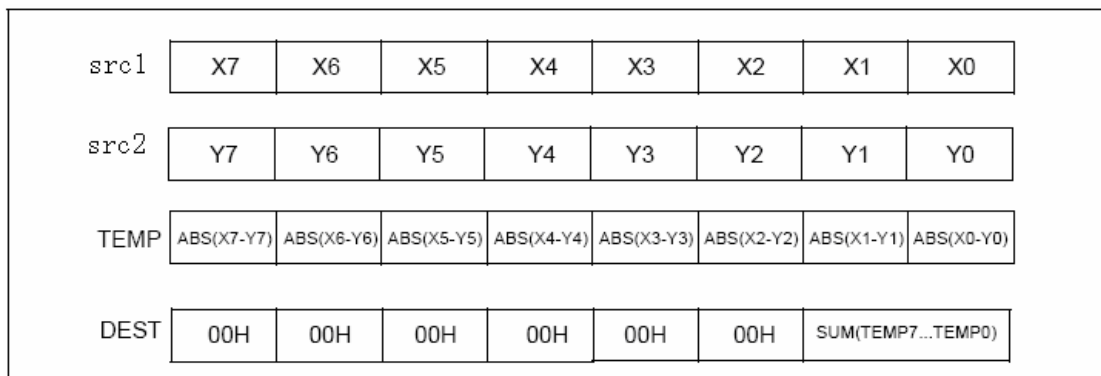 src1 X7 X6 X5 X4 X3 X2 X1 X0
src2 Y7 Y6 Y5 Y4 Y3 Y2 Y1 Y0
TEMP ABS(X7-Y7) ABS(X6-Y6) ABS(X5-Y5) ABS(X4-Y4) ABS(X3-Y3) ABS(X2-Y2) ABS(X1-Y1) ABS(X0-Y0)
DEST 00H 00H 00H 00H 00H 00H SUM(TEMP7...TEMP0)